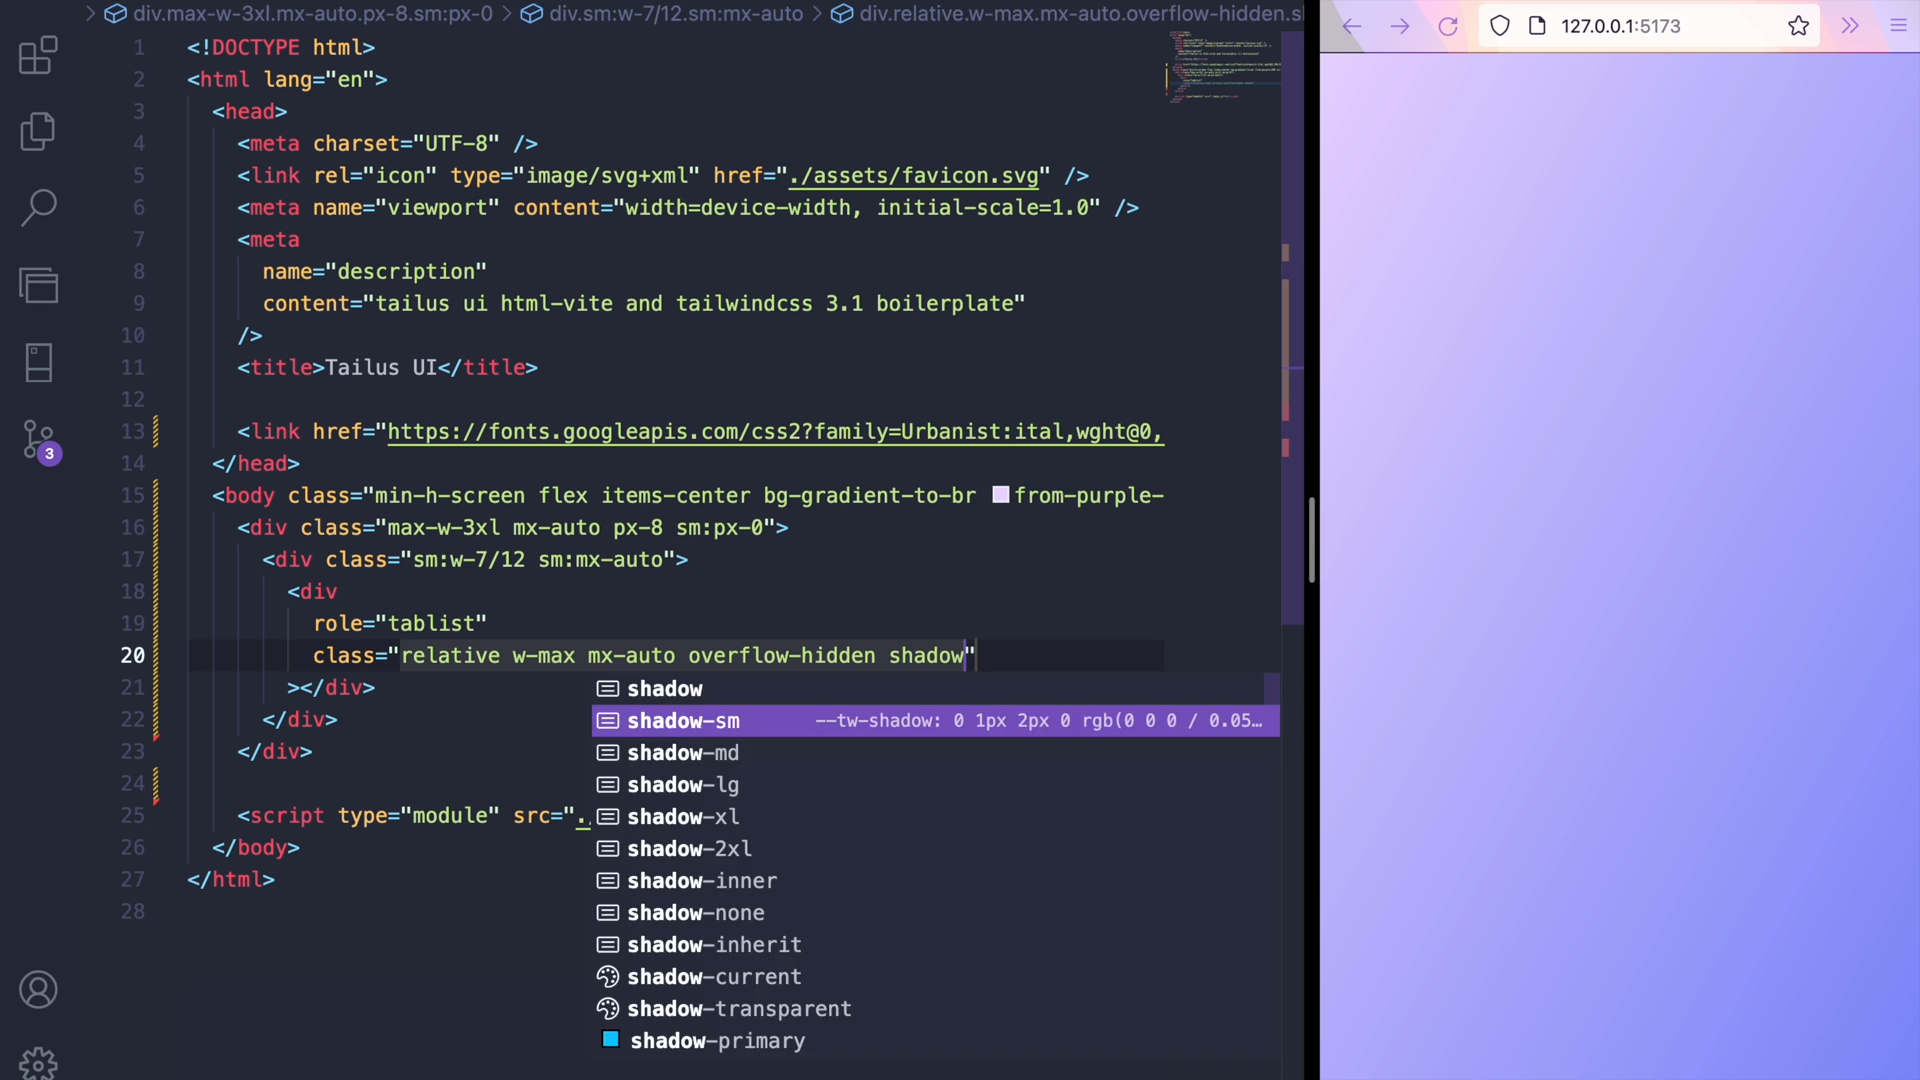 div.max-w-3xl.mx-auto.px-8.sm:px-0 > div.sm:w-7/12.sm:mx-auto > div.relative.w-max.mx-auto.overflow-hidden.sh
127.0.0.1:5173
1 <!DOCTYPE html>
2 <html lang="en">
3 <head>
4 <meta charset="UTF-8" />
5 <link rel="icon" type="image/svg+xml" href="./assets/favicon.svg" />
6 <meta name="viewport" content="width=device-width, initial-scale=1.0" />
7 <meta
8 name="description"
9 content="tailus ui html-vite and tailwindcss 3.1 boilerplate"
10 />
11 <title>Tailus UI</title>
12
13 <link href="https://fonts.googleapis.com/css2?family=Urbanist:ital,wght@0,
14 </head>
15 <body class="min-h-screen flex items-center bg-gradient-to-br from-purple-
16 <div class="max-w-3xl mx-auto px-8 sm:px-0">
17 <div class="sm:w-7/12 sm:mx-auto">
18 <div
19 role="tablist"
20 class="relative w-max mx-auto overflow-hidden shadow"
21 ></div>
22 </div>
23 </div>
24
25 <script type="module" src=".
26 </body>
27 </html>
28
shadow
shadow-sm --tw-shadow: 0 1px 2px 0 rgb(0 0 0 / 0.05…
shadow-md
shadow-lg
shadow-xl
shadow-2xl
shadow-inner
shadow-none
shadow-inherit
shadow-current
shadow-transparent
shadow-primary
3